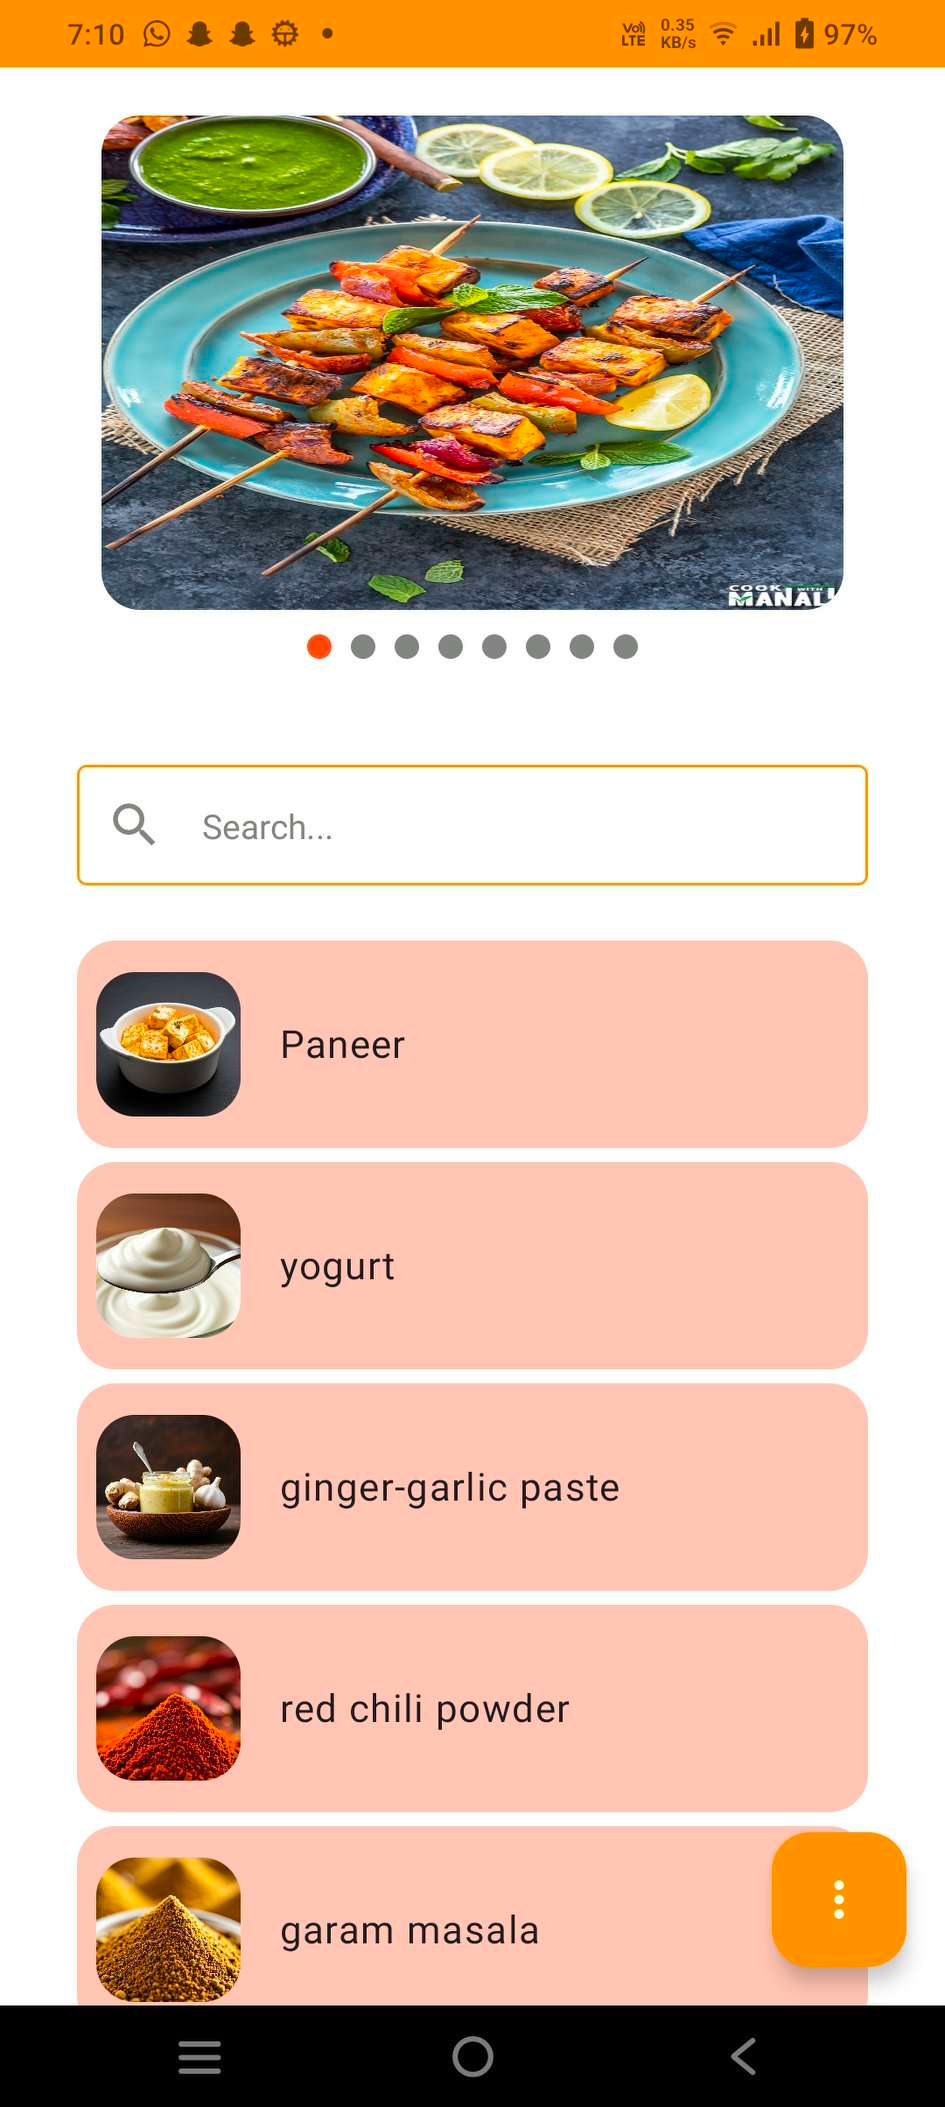 7:10 Vo)) LTE 0.35 KB/s 97%
COOK WITH
MANALI
Search...
Paneer
yogurt
ginger-garlic paste
red chili powder
garam masala